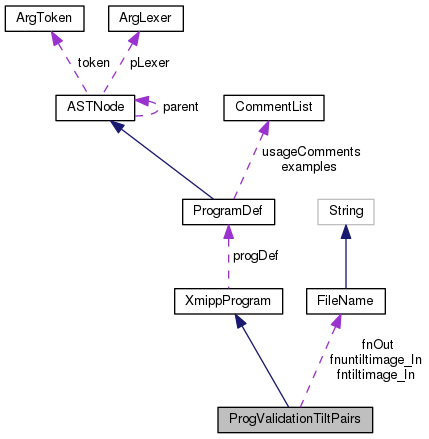 ArgToken
ArgLexer
token
pLexer
ASTNode
parent
CommentList
usageComments
examples
ProgramDef
String
progDef
XmippProgram
FileName
fnOut
fnuntiltimage_In
fntiltimage_In
ProgValidationTiltPairs